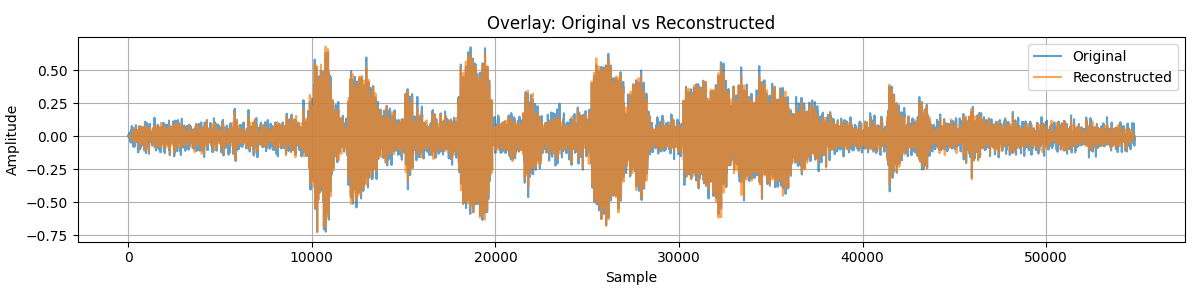 Overlay: Original vs Reconstructed
Original
Reconstructed
0.50
0.25
0.00
−0.25
−0.50
−0.75
Amplitude
0 10000 20000 30000 40000 50000
Sample